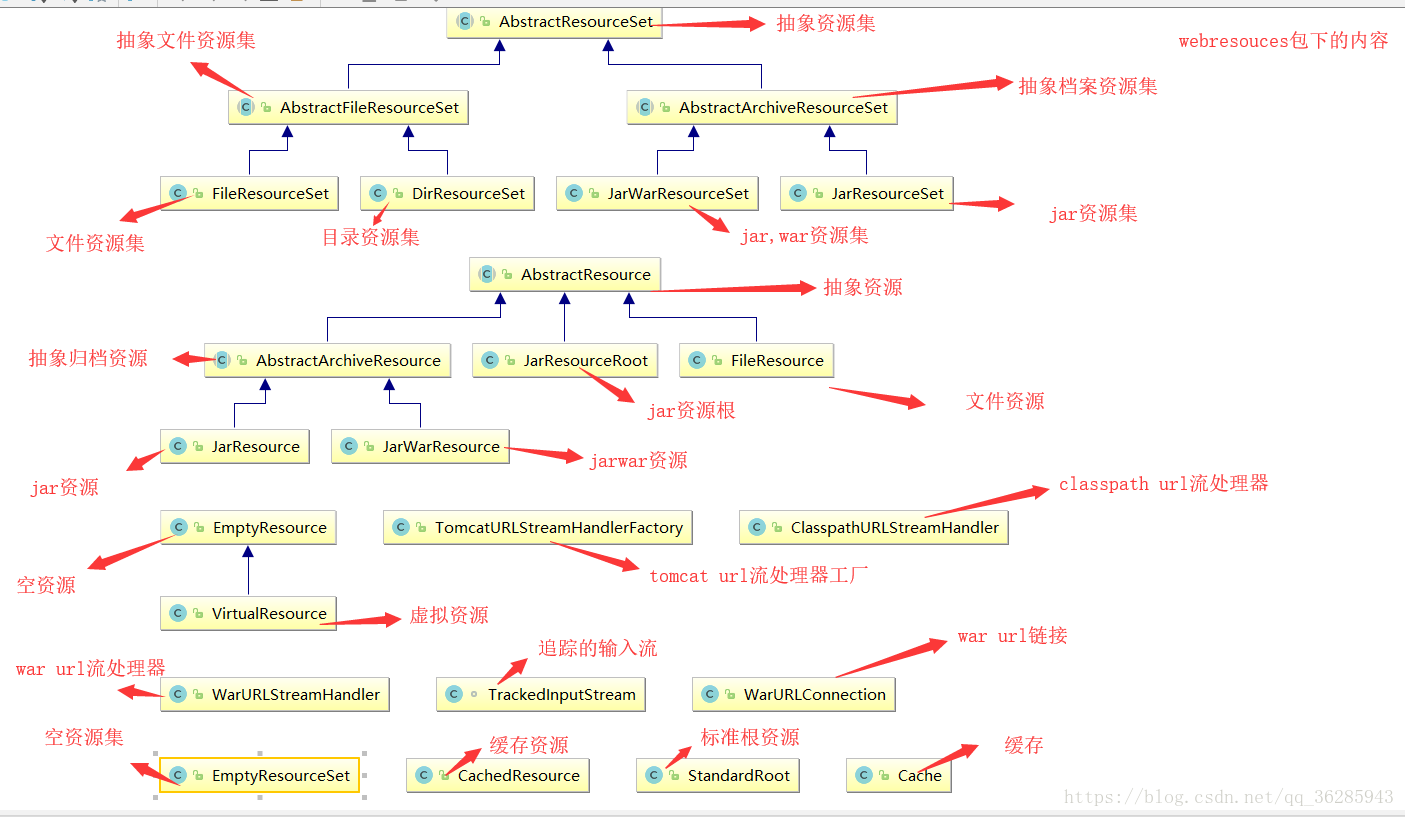 AbstractResourceSet
抽象资源集
抽象文件资源集
webresouces包下的内容
AbstractFileResourceSet
AbstractArchiveResourceSet
抽象档案资源集
FileResourceSet
DirResourceSet
JarWarResourceSet
JarResourceSet
文件资源集
目录资源集
jar,war资源集
jar资源集
AbstractResource
抽象资源
抽象归档资源
AbstractArchiveResource
JarResourceRoot
FileResource
jar资源根
文件资源
JarResource
JarWarResource
jarwar资源
jar资源
classpath url流处理器
EmptyResource
TomcatURLStreamHandlerFactory
ClasspathURLStreamHandler
空资源
tomcat url流处理器工厂
VirtualResource
虚拟资源
war url流处理器
追踪的输入流
war url链接
WarURLStreamHandler
TrackedInputStream
WarURLConnection
空资源集
缓存资源
标准根资源
缓存
EmptyResourceSet
CachedResource
StandardRoot
Cache
https://blog.csdn.net/qq_36285943